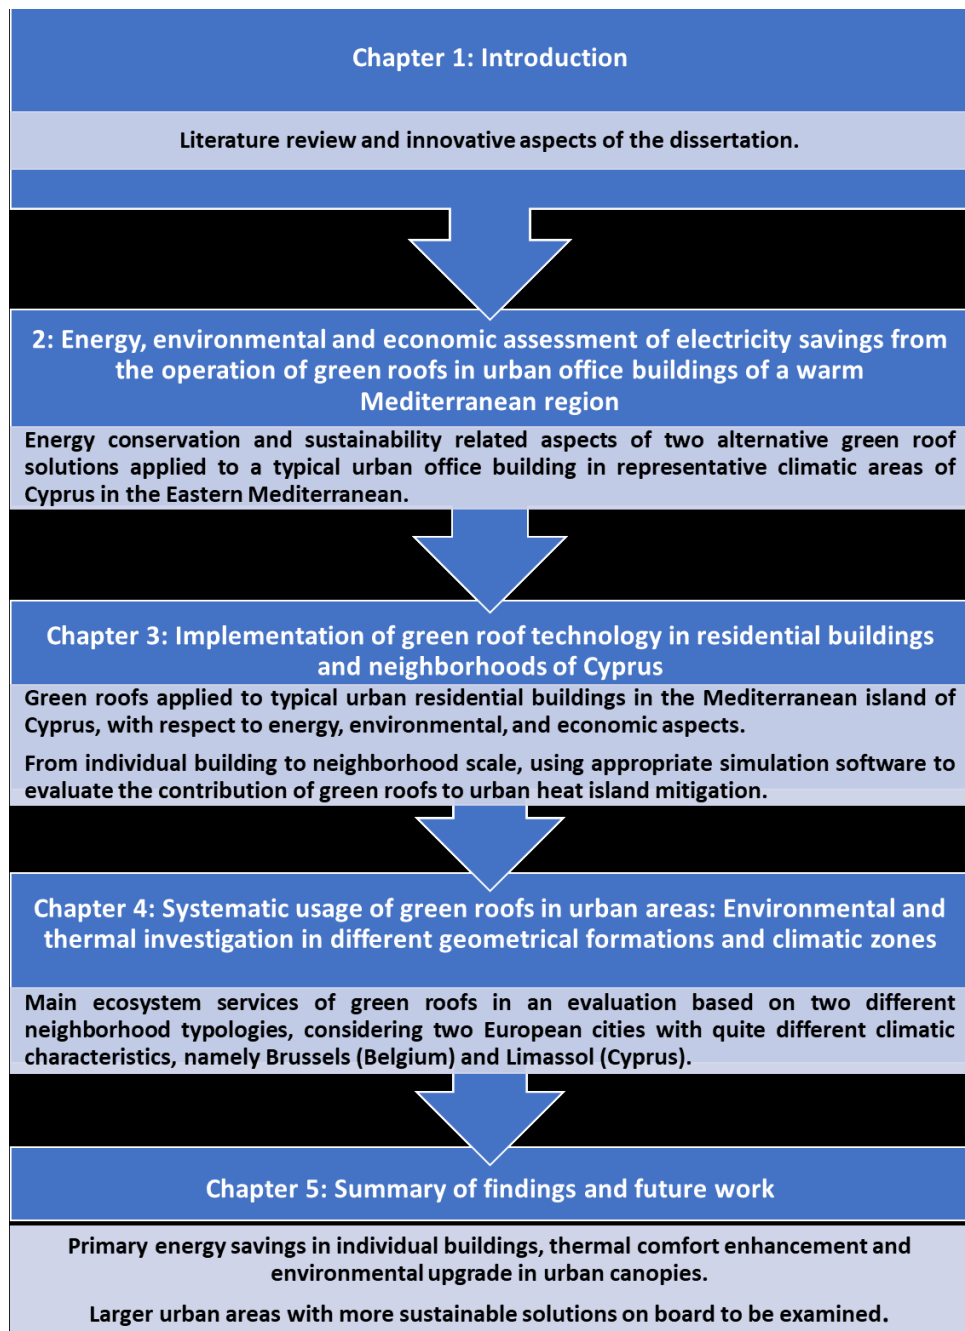 Chapter 1: Introduction
Literature review and innovative aspects of the dissertation.
2: Energy, environmental and economic assessment of electricity savings from
the operation of green roofs in urban office buildings of a warm
Mediterranean region
Energy conservation and sustainability related aspects of two alternative green roof
solutions applied to a typical urban office building in representative climatic areas of
Cyprus in the Eastern Mediterranean.
Chapter 3: Implementation of green roof technology in residential buildings
and neighborhoods of Cyprus
Green roofs applied to typical urban residential buildings in the Mediterranean island of
Cyprus, with respect to energy, environmental, and economic aspects.
From individual building to neighborhood scale, using appropriate simulation software to
evaluate the contribution of green roofs to urban heat island mitigation.
Chapter 4: Systematic usage of green roofs in urban areas: Environmental and
thermal investigation in different geometrical formations and climatic zones
Main ecosystem services of green roofs in an evaluation based on two different
neighborhood typologies, considering two European cities with quite different climatic
characteristics, namely Brussels (Belgium) and Limassol (Cyprus).
Chapter 5: Summary of findings and future work
Primary energy savings in individual buildings, thermal comfort enhancement and
environmental upgrade in urban canopies.
Larger urban areas with more sustainable solutions on board to be examined.